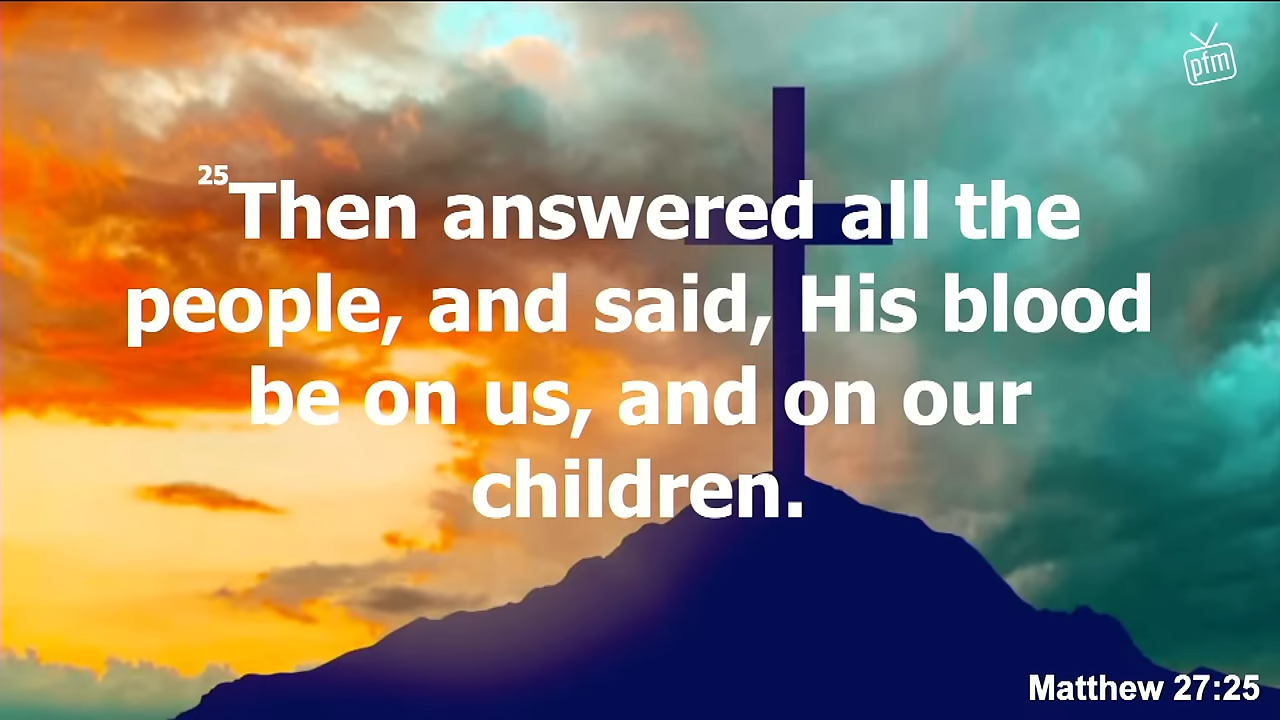 pfm
25Then answered all the
people, and said, His blood
be on us, and on our
children.
Matthew 27:25